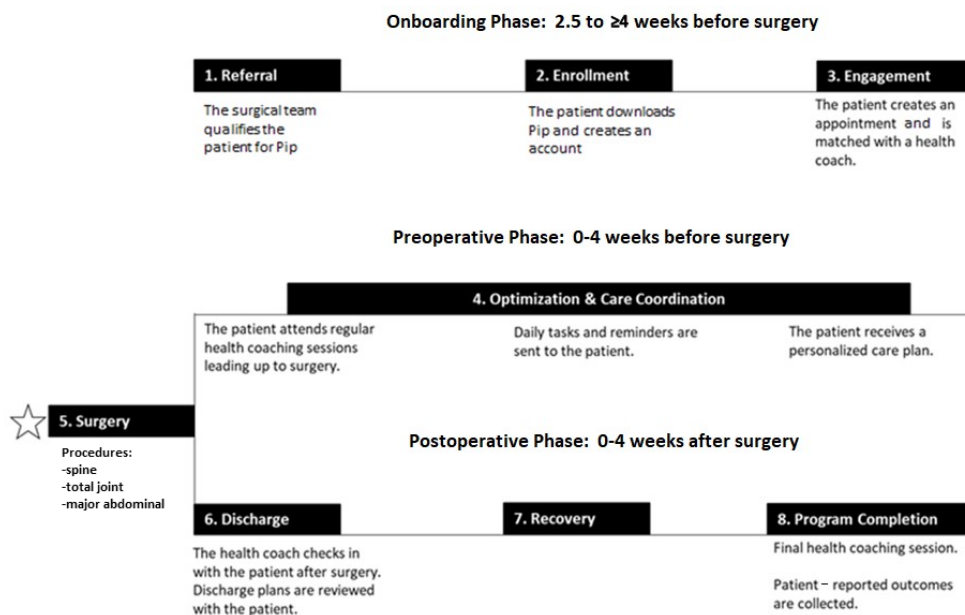 Onboarding Phase: 2.5 to ≥4 weeks before surgery
1. Referral
The surgical team
qualifies the
patient for Pip
2. Enrollment
The patient downloads
Pip and creates an
account
3. Engagement
The patient creates an
appointment and is
matched with a health
coach.
Preoperative Phase: 0-4 weeks before surgery
4. Optimization & Care Coordination
The patient attends regular
health coaching sessions
leading up to surgery.
Daily tasks and reminders are
sent to the patient.
The patient receives a
personalized care plan.
5. Surgery
Procedures:
-spine
-total joint
-major abdominal
Postoperative Phase: 0-4 weeks after surgery
6. Discharge
The health coach checks in
with the patient after surgery.
Discharge plans are reviewed
with the patient.
7. Recovery
8. Program Completion
Final health coaching session.
Patient – reported outcomes
are collected.